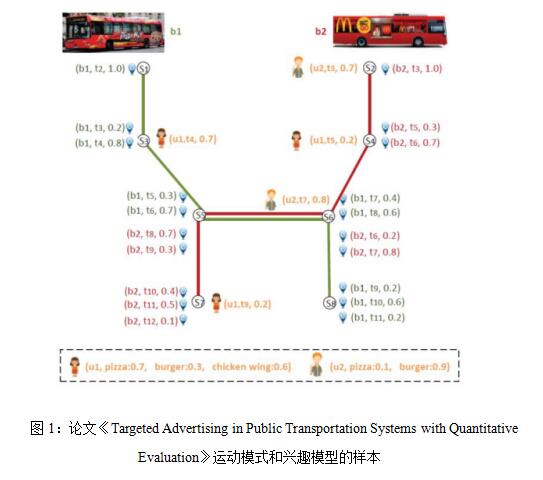 b1
b2
(b1, t2, 1.0)
S1
(u2,t3, 0.7)
S2
(b2, t3, 1.0)
(b1, t3, 0.2)
(b1, t4, 0.8)
S3
(u1,t4, 0.7)
(u1,t5, 0.2)
S4
(b2, t5, 0.3)
(b2, t6, 0.7)
(b1, t5, 0.3)
(b1, t6, 0.7)
S5
(b2, t8, 0.7)
(b2, t9, 0.3)
(u2,t7, 0.8)
(b1, t7, 0.4)
(b1, t8, 0.6)
S6
(b2, t6, 0.2)
(b2, t7, 0.8)
(b2, t10, 0.4)
(b2, t11, 0.5)
(b2, t12, 0.1)
S7
(u1,t9, 0.2)
S8
(b1, t9, 0.2)
(b1, t10, 0.6)
(b1, t11, 0.2)
(u1, pizza:0.7, burger:0.3, chicken wing:0.6)
(u2, pizza:0.1, burger:0.9)
图 1：论文《Targeted Advertising in Public Transportation Systems with Quantitative
Evaluation》运动模式和兴趣模型的样本